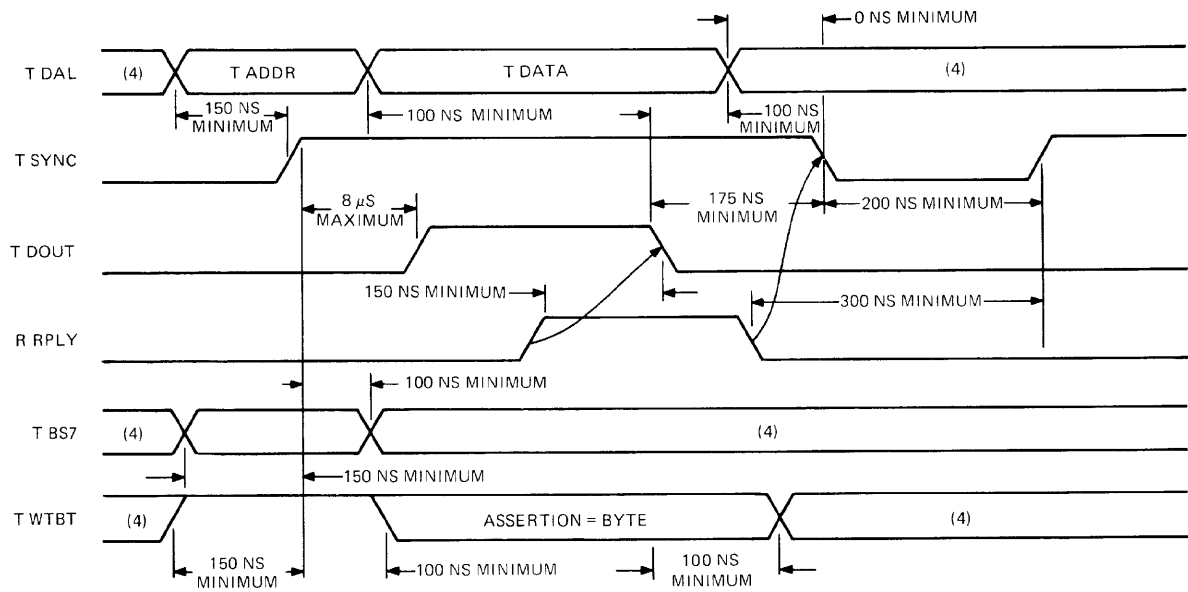 0 NS MINIMUM
T DAL
(4)
T ADDR
T DATA
(4)
150 NS
MINIMUM
100 NS MINIMUM
100 NS
MINIMUM
T SYNC
8 µS
MAXIMUM
175 NS
MINIMUM
200 NS MINIMUM
T DOUT
150 NS MINIMUM
300 NS MINIMUM
R RPLY
100 NS MINIMUM
T BS7
(4)
(4)
150 NS MINIMUM
T WTBT
(4)
ASSERTION = BYTE
(4)
150 NS
MINIMUM
100 NS MINIMUM
100 NS
MINIMUM